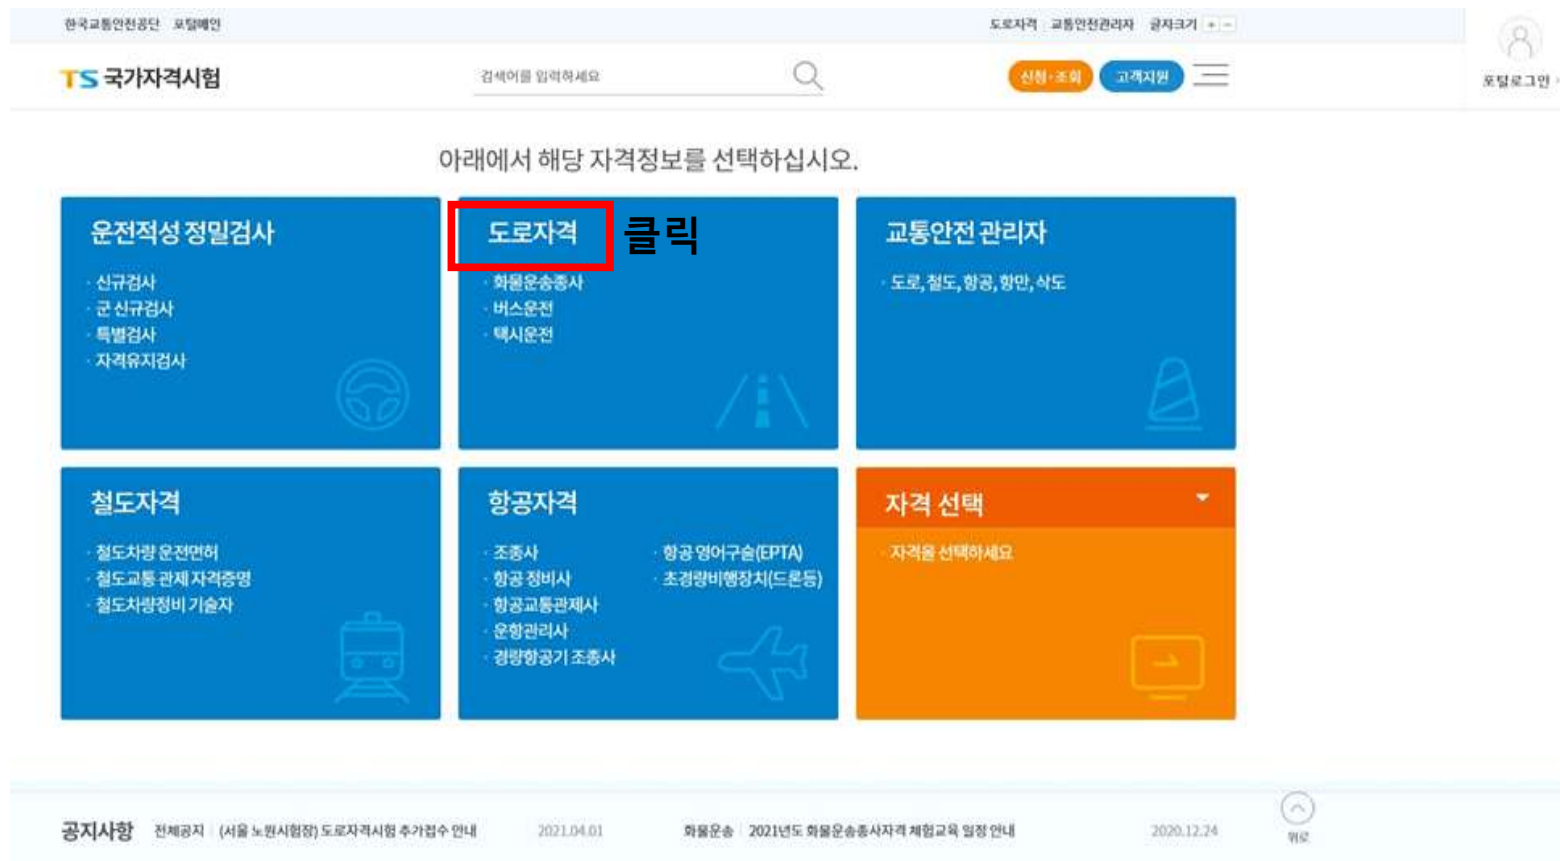 한국교통안전공단 포털메인
도로자격 교통안전관리자 글자크기 + -
TS 국가자격시험
검색어를 입력하세요
신청·조회
고객지원
포털로그인
아래에서 해당 자격정보를 선택하십시오.
운전적성 정밀검사
· 신규검사
· 군 신규검사
· 특별검사
· 자격유지검사
도로자격
클릭
· 화물운송종사
· 버스운전
· 택시운전
교통안전 관리자
· 도로, 철도, 항공, 항만, 삭도
철도자격
· 철도차량 운전면허
· 철도교통 관제 자격증명
· 철도차량정비 기술자
항공자격
· 조종사
· 항공 정비사
· 항공교통관제사
· 운항관리사
· 경량항공기 조종사
· 항공 영어구술(EPTA)
· 초경량비행장치(드론등)
자격 선택
· 자격을 선택하세요
공지사항
전체공지 (서울 노원시험장) 도로자격시험 추가접수 안내 2021.04.01
화물운송 2021년도 화물운송종사자격 체험교육 일정 안내 2020.12.24
위로